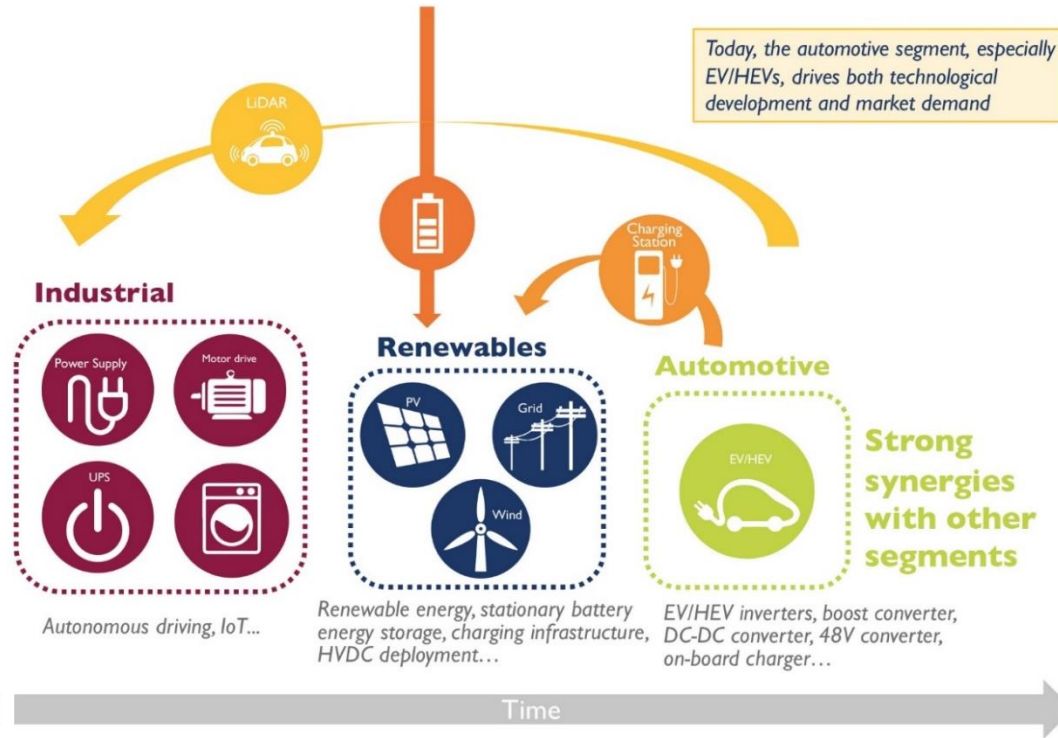 Today, the automotive segment, especially
EV/HEVs, drives both technological
development and market demand
LiDAR
Charging
Station
Industrial
Power Supply
Motor drive
UPS
Autonomous driving, IoT...
Renewables
PV
Grid
Wind
Renewable energy, stationary battery
energy storage, charging infrastructure,
HVDC deployment…
Automotive
EV/HEV
Strong
synergies
with other
segments
EV/HEV inverters, boost converter,
DC-DC converter, 48V converter,
on-board charger…
Time